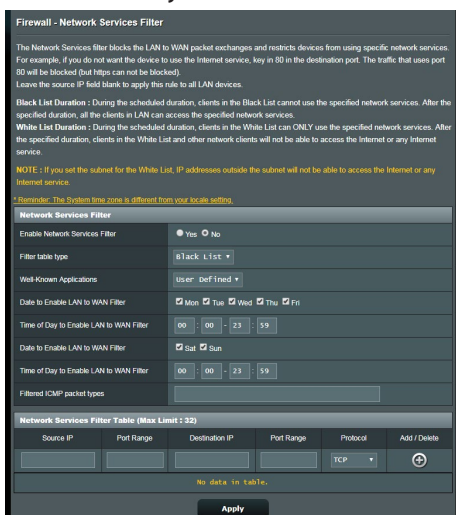 Firewall - Network Services Filter
The Network Services filter blocks the LAN to WAN packet exchanges and restricts devices from using specific network services.
For example, if you do not want the device to use the Internet service, key in 80 in the destination port. The traffic that uses port
80 will be blocked (but https can not be blocked).
Leave the source IP field blank to apply this rule to all LAN devices.
Black List Duration : During the scheduled duration, clients in the Black List cannot use the specified network services. After the
specified duration, all the clients in LAN can access the specified network services.
White List Duration : During the scheduled duration, clients in the White List can ONLY use the specified network services. After
the specified duration, clients in the White List and other network clients will not be able to access the Internet or any Internet
service.
NOTE : If you set the subnet for the White List, IP addresses outside the subnet will not be able to access the Internet or any
Internet service.
* Reminder: The System time zone is different from your locale setting.
Network Services Filter
Enable Network Services Filter Yes No
Filter table type Black List
Well-Known Applications User Defined
Date to Enable LAN to WAN Filter Mon Tue Wed Thu Fri
Time of Day to Enable LAN to WAN Filter 00 : 00 - 23 : 59
Date to Enable LAN to WAN Filter Sat Sun
Time of Day to Enable LAN to WAN Filter 00 : 00 - 23 : 59
Filtered ICMP packet types
Network Services Filter Table (Max Limit : 32)
Source IP Port Range Destination IP Port Range Protocol Add / Delete
TCP
No data in table.
Apply